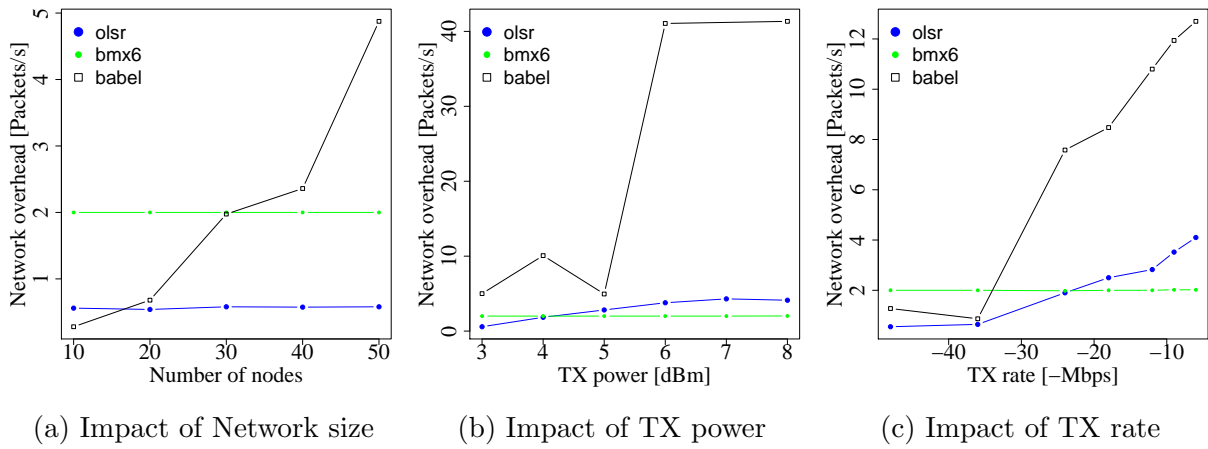 Network overhead [Packets/s]
5
4
3
2
1
olsr
bmx6
babel
10 20 30 40 50
Number of nodes
(a) Impact of Network size
Network overhead [Packets/s]
40
30
20
10
0
olsr
bmx6
babel
3 4 5 6 7 8
TX power [dBm]
(b) Impact of TX power
Network overhead [Packets/s]
12
10
8
6
4
2
olsr
bmx6
babel
−40 −30 −20 −10
TX rate [−Mbps]
(c) Impact of TX rate